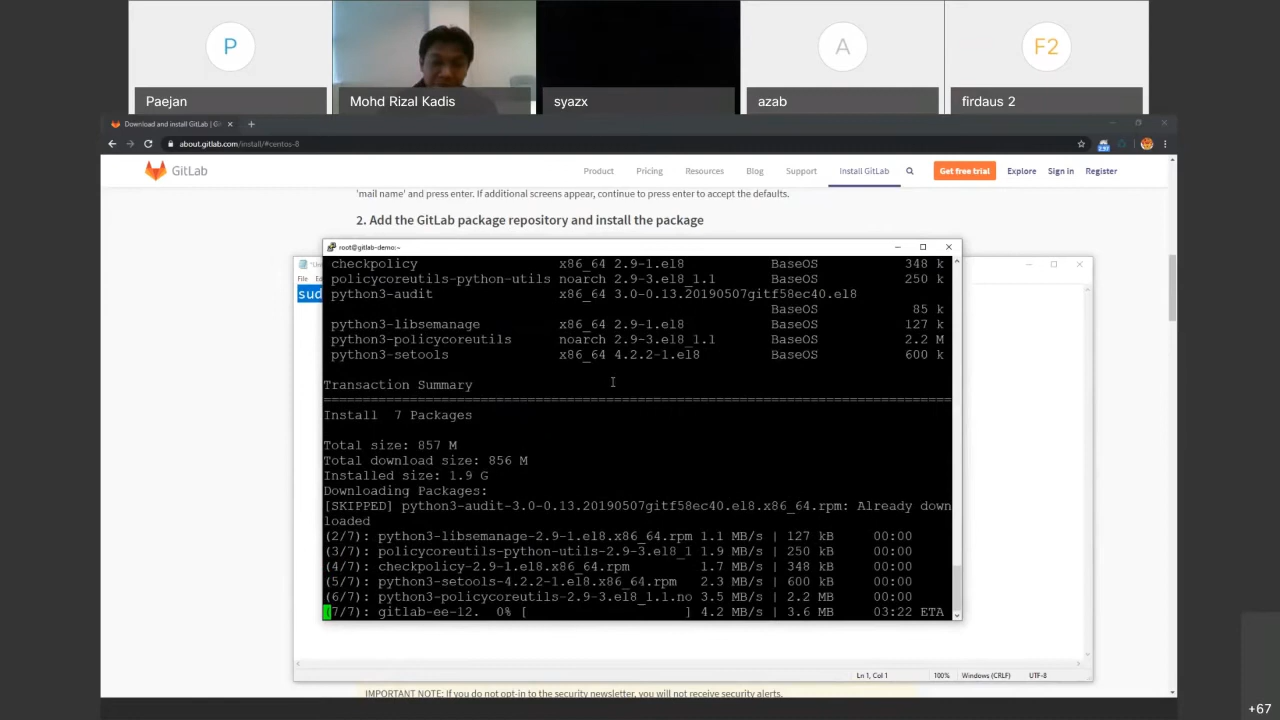 P
A
F2
Paejan
Mohd Rizal Kadis
syazx
azab
firdaus 2
Download and install GitLab | Gi
about.gitlab.com/install/#centos-8
GitLab
Product
Pricing
Resources
Blog
Support
Install GitLab
Get free trial
Explore
Sign in
Register
'mail name' and press enter. If additional screens appear, continue to press enter to accept the defaults.
2. Add the GitLab package repository and install the package
root@gitlab-demo:~
File
sud
checkpolicy x86_64 2.9-1.el8 BaseOS 348 k
policycoreutils-python-utils noarch 2.9-3.el8_1.1 BaseOS 250 k
python3-audit x86_64 3.0-0.13.20190507gitf58ec40.el8
BaseOS 85 k
python3-libsemanage x86_64 2.9-1.el8 BaseOS 127 k
python3-policycoreutils noarch 2.9-3.el8_1.1 BaseOS 2.2 M
python3-setools x86_64 4.2.2-1.el8 BaseOS 600 k
Transaction Summary
================================================================================
Install 7 Packages
Total size: 857 M
Total download size: 856 M
Installed size: 1.9 G
Downloading Packages:
[SKIPPED] python3-audit-3.0-0.13.20190507gitf58ec40.el8.x86_64.rpm: Already down
loaded
(2/7): python3-libsemanage-2.9-1.el8.x86_64.rpm 1.1 MB/s | 127 kB 00:00
(3/7): policycoreutils-python-utils-2.9-3.el8_1 1.9 MB/s | 250 kB 00:00
(4/7): checkpolicy-2.9-1.el8.x86_64.rpm 1.7 MB/s | 348 kB 00:00
(5/7): python3-setools-4.2.2-1.el8.x86_64.rpm 2.3 MB/s | 600 kB 00:00
(6/7): python3-policycoreutils-2.9-3.el8_1.1.no 3.5 MB/s | 2.2 MB 00:00
(7/7): gitlab-ee-12. 0% [ ] 4.2 MB/s | 3.6 MB 03:22 ETA
Ln 1, Col 1
100%
Windows (CRLF)
UTF-8
IMPORTANT NOTE: If you do not opt-in to the security newsletter, you will not receive security alerts.
+67